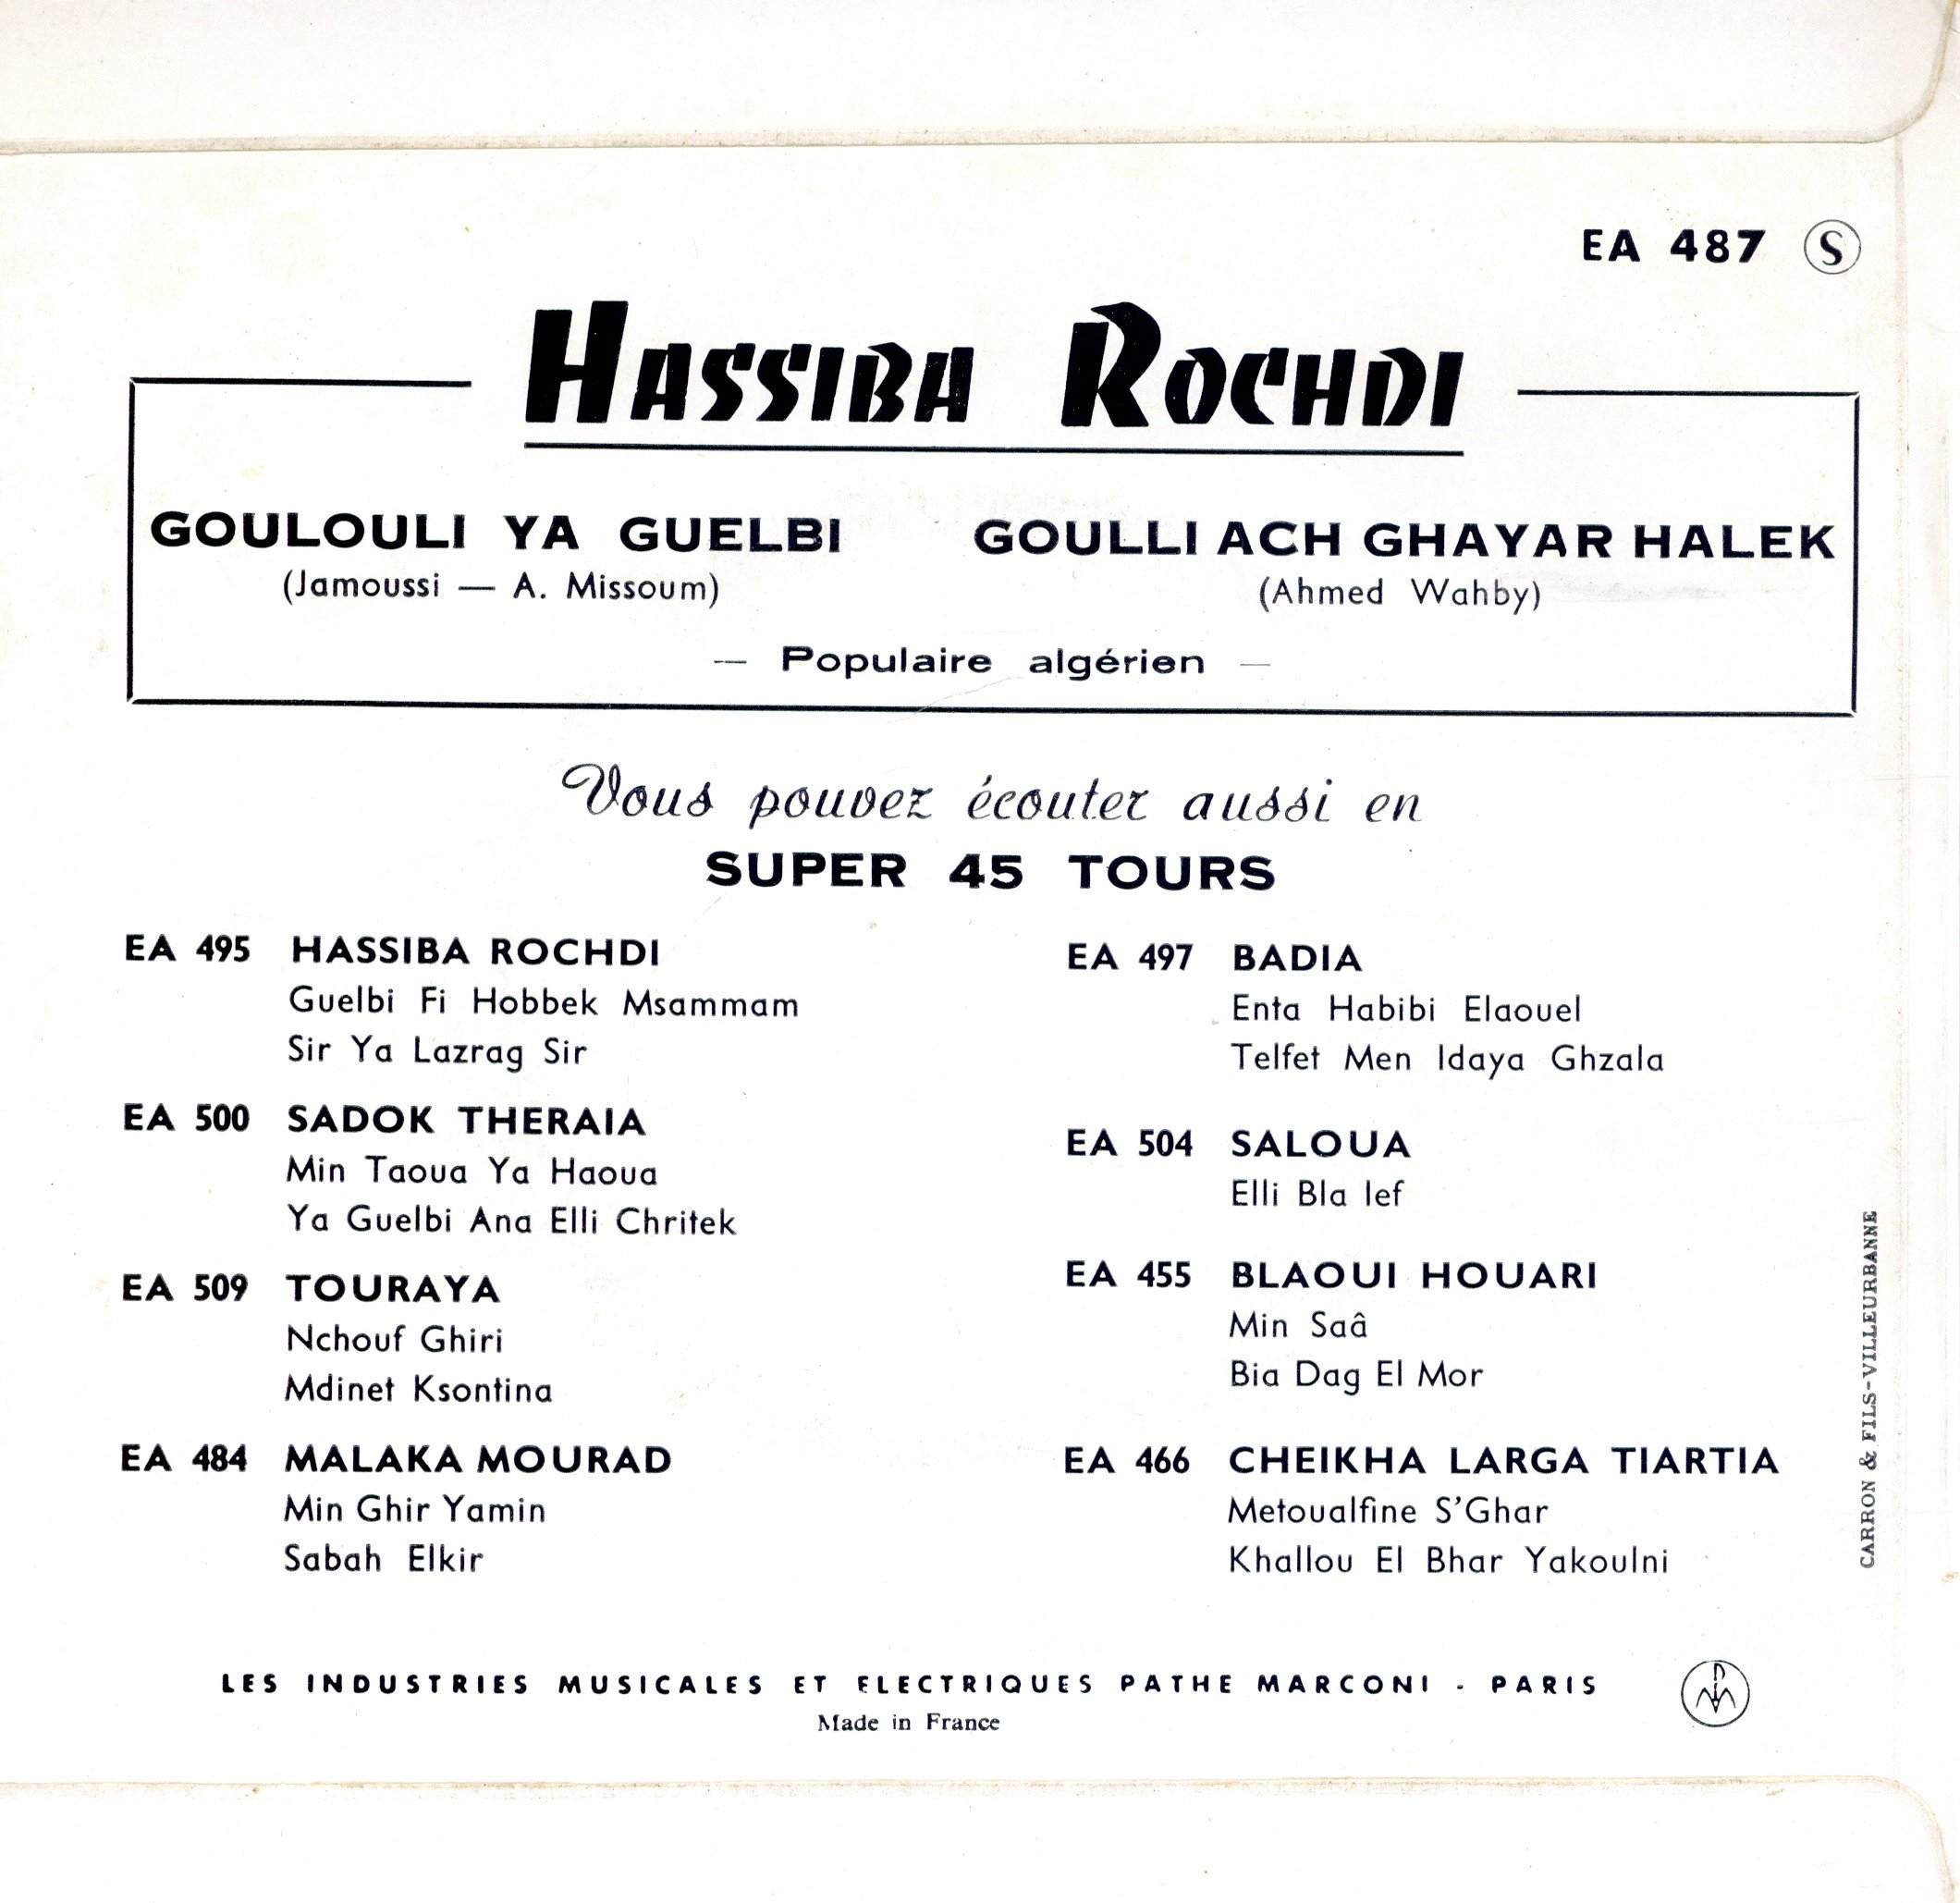 EA 487 Ⓢ
HASSIBA ROCHDI
GOULOULI YA GUELBI
(Jamoussi — A. Missoum)
GOULLI ACH GHAYAR HALEK
(Ahmed Wahby)
— Populaire algérien —
Vous pouvez écouter aussi en
SUPER 45 TOURS
EA 495 HASSIBA ROCHDI
Guelbi Fi Hobbek Msammam
Sir Ya Lazrag Sir
EA 500 SADOK THERAIA
Min Taoua Ya Haoua
Ya Guelbi Ana Elli Chritek
EA 509 TOURAYA
Nchouf Ghiri
Mdinet Ksontina
EA 484 MALAKA MOURAD
Min Ghir Yamin
Sabah Elkir
EA 497 BADIA
Enta Habibi Elaouel
Telfet Men Idaya Ghzala
EA 504 SALOUA
Elli Bla Ief
EA 455 BLAOUI HOUARI
Min Saâ
Bia Dag El Mor
EA 466 CHEIKHA LARGA TIARTIA
Metoualfine S'Ghar
Khallou El Bhar Yakoulni
CARRON & FILS-VILLEURBANNE
LES INDUSTRIES MUSICALES ET ELECTRIQUES PATHE MARCONI - PARIS
Made in France